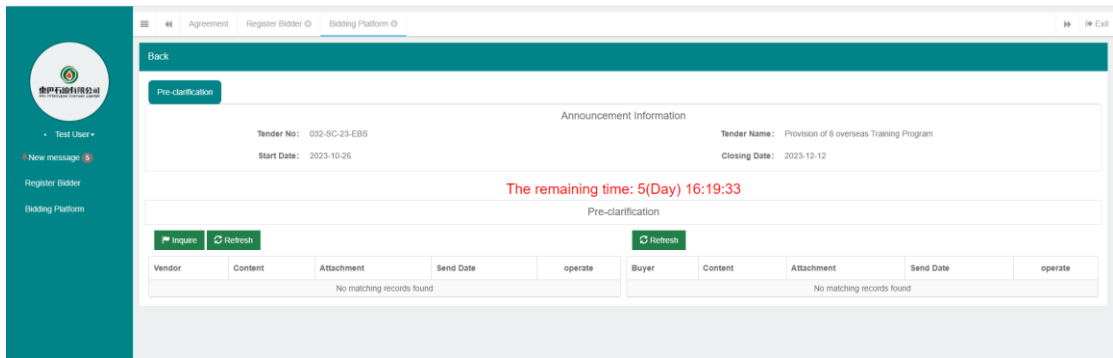 Agreement Register Bidder Bidding Platform Exit
Back
Pre-clarification
Announcement Information
Tender No: 032-SC-23-EBS Tender Name: Provision of 8 overseas Training Program
Start Date: 2023-10-26 Closing Date: 2023-12-12
The remaining time: 5(Day) 16:19:33
Pre-clarification
Inquire Refresh Refresh
Vendor Content Attachment Send Date operate Buyer Content Attachment Send Date operate
No matching records found No matching records found
Test User
New message 5
Register Bidder
Bidding Platform